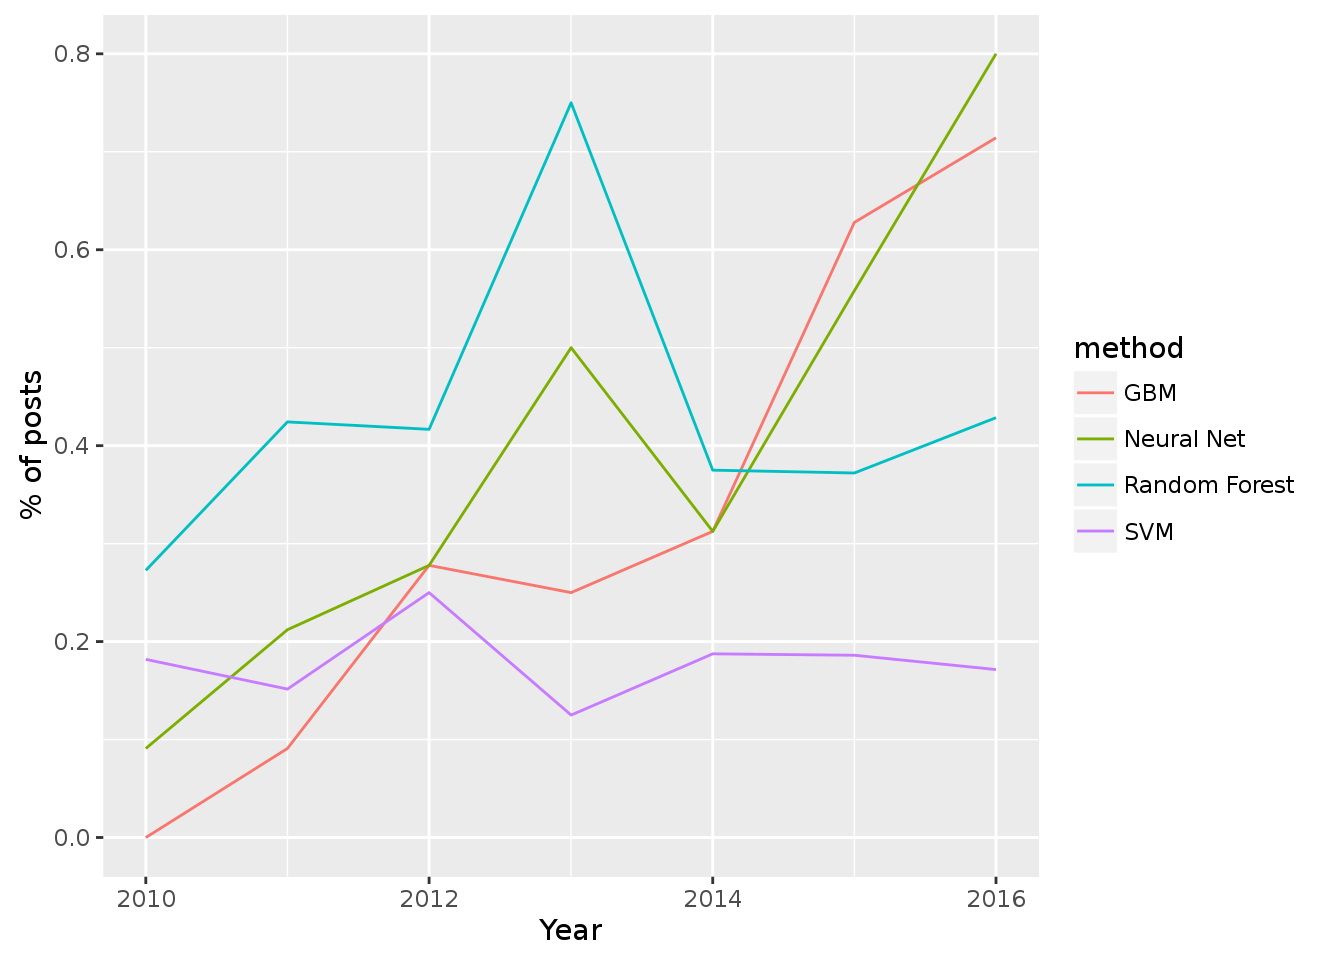 % of posts
0.8
0.6
0.4
0.2
0.0
2010 2012 2014 2016
Year
method
GBM
Neural Net
Random Forest
SVM